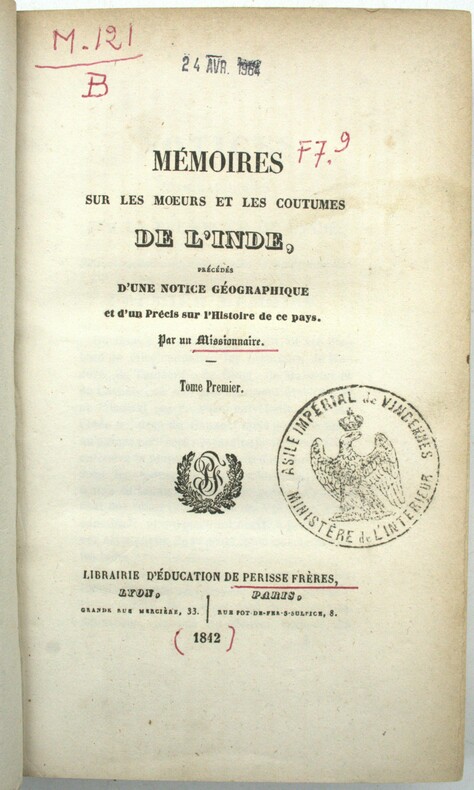 M.121
B
24 AVR. 1964
MÉMOIRES
F7.9
SUR LES MŒURS ET LES COUTUMES
DE L'INDE,
PRÉCÉDÉS
D'UNE NOTICE GÉOGRAPHIQUE
et d'un Précis sur l'Histoire de ce pays.
Par un Missionnaire.
Tome Premier.
ASILE IMPÉRIAL de VINCENNES
MINISTÈRE de L'INTÉRIEUR
LIBRAIRIE D'ÉDUCATION DE PERISSE FRÈRES,
LYON, PARIS,
GRANDE RUE MERCIÈRE, 33. RUE POT-DE-FER-S-SULPICE, 8.
(1842)